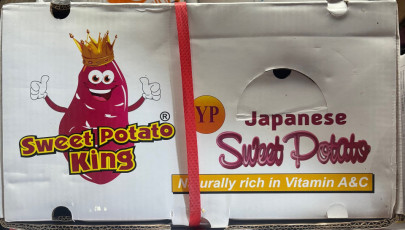 Sweet Potato
King
®
YP
Japanese
Sweet Potato
Naturally rich in Vitamin A&C